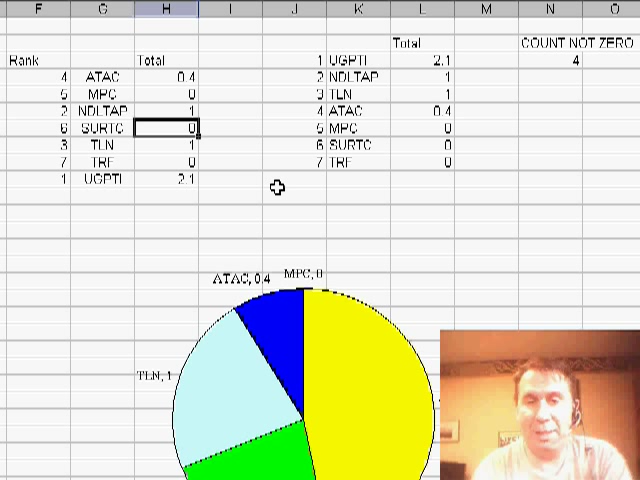 F G H I J K L M N O
Total COUNT NOT ZERO
Rank Total 1 UGPTI 2.1 4
4 ATAC 0.4 2 NDLTAP 1
5 MPC 0 3 TLN 1
2 NDLTAP 1 4 ATAC 0.4
6 SURTC 0 5 MPC 0
3 TLN 1 6 SURTC 0
7 TRF 0 7 TRF 0
1 UGPTI 2.1
ATAC, 0.4 MPC, 0
TLN, 1